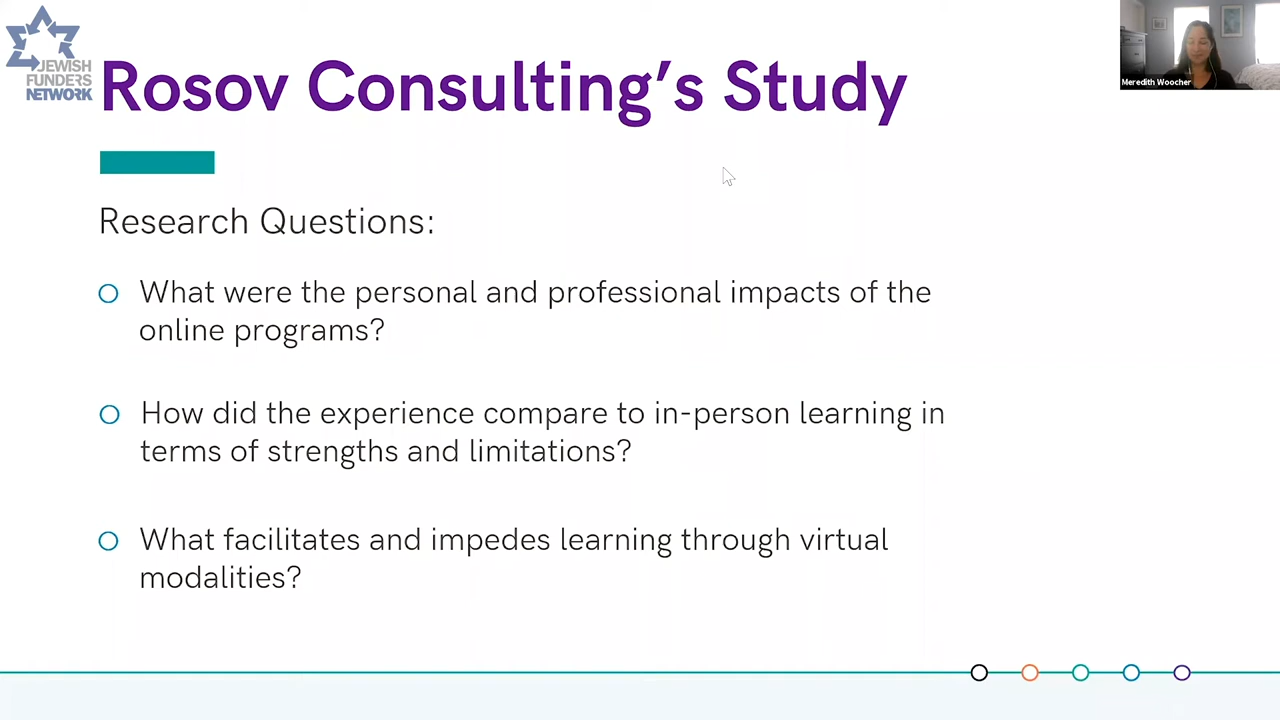 JEWISH
FUNDERS
NETWORK
Rosov Consulting's Study
Meredith Woocher
Research Questions:
What were the personal and professional impacts of the
online programs?
How did the experience compare to in-person learning in
terms of strengths and limitations?
What facilitates and impedes learning through virtual
modalities?